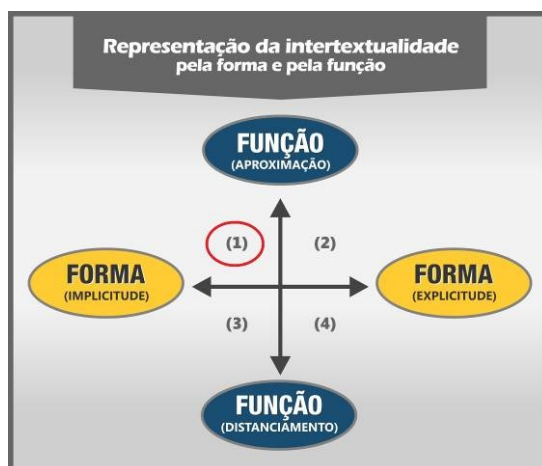 Representação da intertextualidade
pela forma e pela função
FUNÇÃO
(APROXIMAÇÃO)
(1)
(2)
FORMA
(IMPLICITUDE)
FORMA
(EXPLICITUDE)
(3)
(4)
FUNÇÃO
(DISTANCIAMENTO)